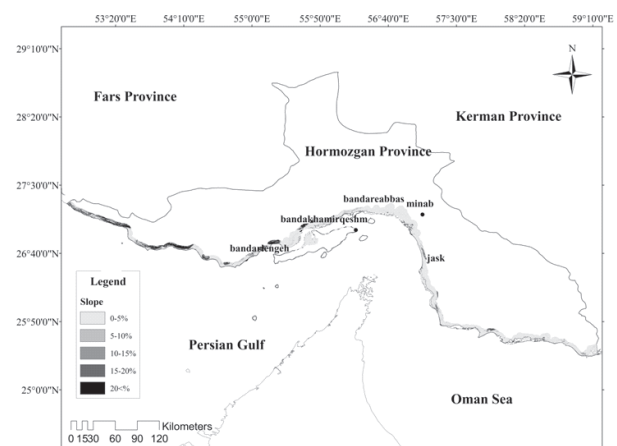 53°20'0"E 54°10'0"E 55°0'0"E 55°50'0"E 56°40'0"E 57°30'0"E 58°20'0"E 59°10'0"E
29°10'0"N
N
Fars Province
28°20'0"N
Kerman Province
Hormozgan Province
27°30'0"N
bandareabbas
minab
bandakhamirqeshm
bandarlengeh
26°40'0"N
jask
Legend
Slope
0-5%
5-10%
10-15%
15-20%
20<%
25°50'0"N
Persian Gulf
25°0'0"N
Oman Sea
Kilometers
0 1530 60 90 120